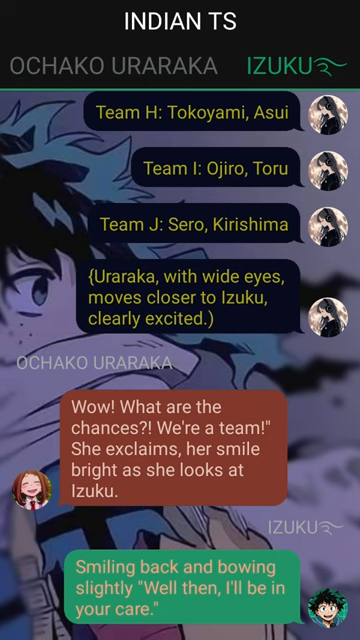 INDIAN TS
OCHAKO URARAKA IZUKU࿐
Team H: Tokoyami, Asui
Team I: Ojiro, Toru
Team J: Sero, Kirishima
{Uraraka, with wide eyes,
moves closer to Izuku,
clearly excited.)
OCHAKO URARAKA
Wow! What are the
chances?! We're a team!"
She exclaims, her smile
bright as she looks at
Izuku.
IZUKU࿐
Smiling back and bowing
slightly "Well then, I'll be in
your care."